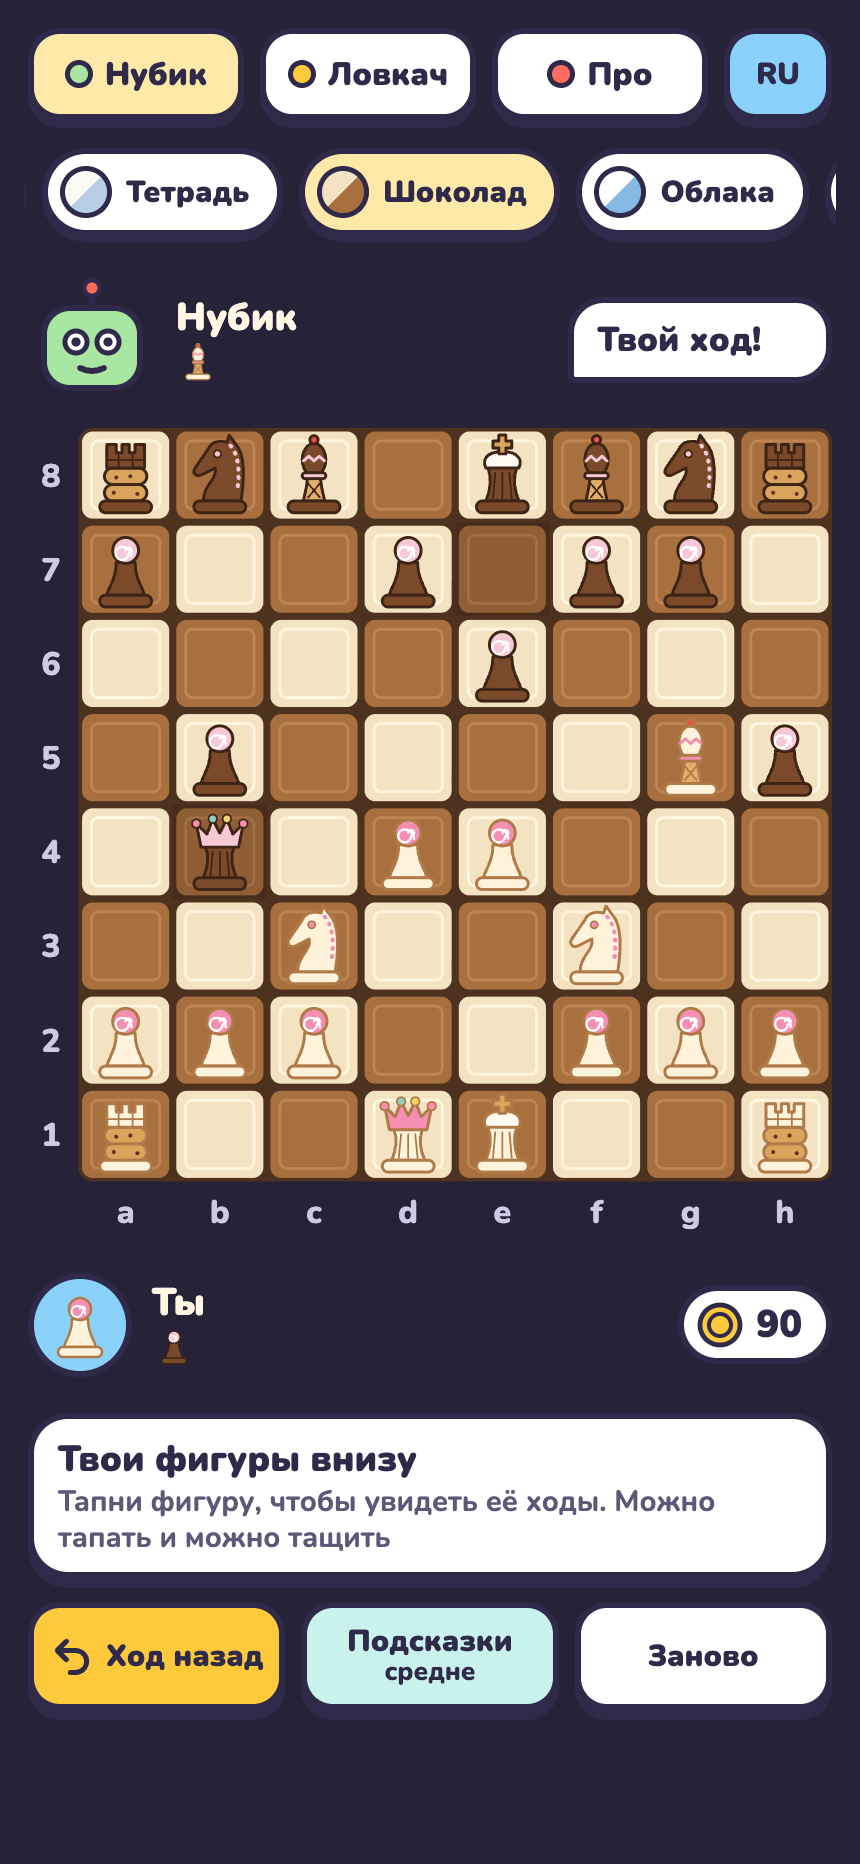 Нубик
Ловкач
Про
RU
Тетрадь
Шоколад
Облака
Нубик
Твой ход!
8
7
6
5
4
3
2
1
a b c d e f g h
Ты
90
Твои фигуры внизу
Тапни фигуру, чтобы увидеть её ходы. Можно
тапать и можно тащить
Ход назад
Подсказки
средне
Заново